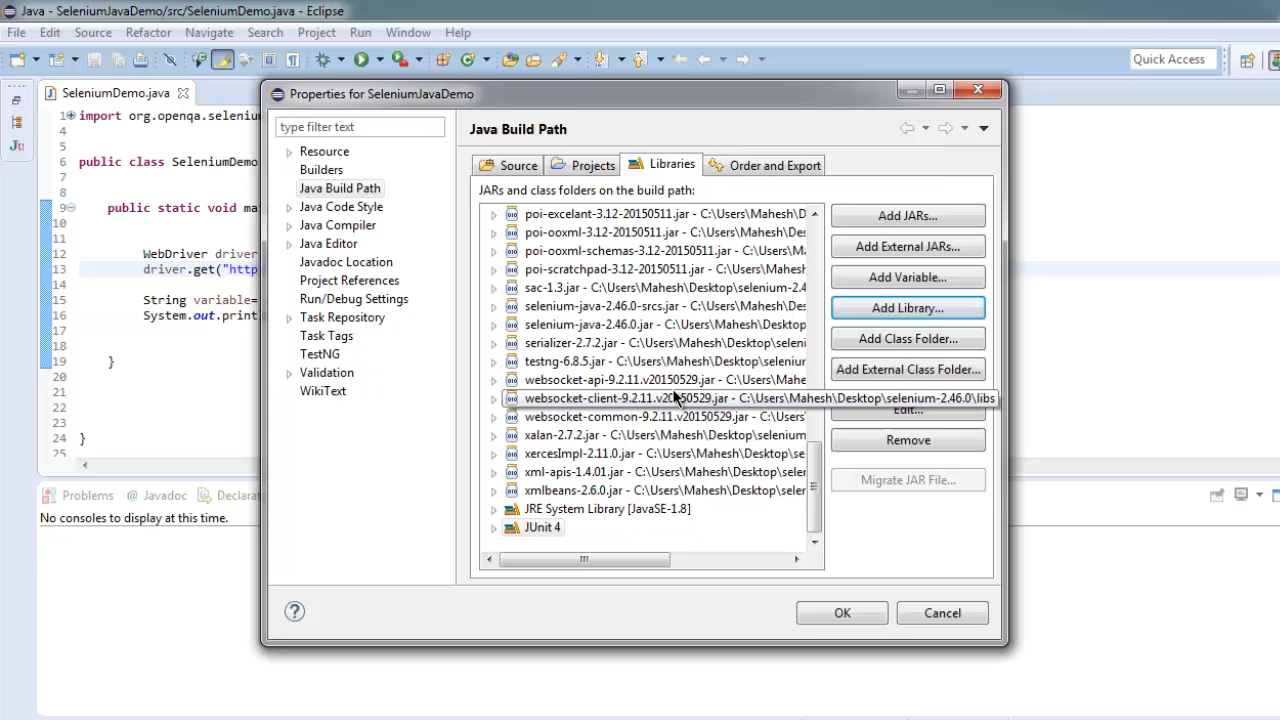 Java - SeleniumJavaDemo/src/SeleniumDemo.java - Eclipse
File Edit Source Refactor Navigate Search Project Run Window Help
Quick Access
SeleniumDemo.java
1 import org.openqa.seleniu
4
5
6 public class SeleniumDemo
7
8
9 public static void mai
10
11
12 WebDriver driver
13 driver.get("http
14
15 String variable=
16 System.out.print
17
18
19 }
20
21
22
23
24 }
25
Problems @ Javadoc Declarat
No consoles to display at this time.
Properties for SeleniumJavaDemo
type filter text
Resource
Builders
Java Build Path
Java Code Style
Java Compiler
Java Editor
Javadoc Location
Project References
Run/Debug Settings
Task Repository
Task Tags
TestNG
Validation
WikiText
Java Build Path
Source Projects Libraries Order and Export
JARs and class folders on the build path:
poi-excelant-3.12-20150511.jar - C:\Users\Mahesh\D
poi-ooxml-3.12-20150511.jar - C:\Users\Mahesh\Des
poi-ooxml-schemas-3.12-20150511.jar - C:\Users\Ma
poi-scratchpad-3.12-20150511.jar - C:\Users\Mahesh
sac-1.3.jar - C:\Users\Mahesh\Desktop\selenium-2.4
selenium-java-2.46.0-srcs.jar - C:\Users\Mahesh\Des
selenium-java-2.46.0.jar - C:\Users\Mahesh\Desktop
serializer-2.7.2.jar - C:\Users\Mahesh\Desktop\seleni
testng-6.8.5.jar - C:\Users\Mahesh\Desktop\selenium
websocket-api-9.2.11.v20150529.jar - C:\Users\Mahe
websocket-client-9.2.11.v20150529.jar - C:\Users\Mahesh\Desktop\selenium-2.46.0\libs
websocket-common-9.2.11.v20150529.jar - C:\Users
xalan-2.7.2.jar - C:\Users\Mahesh\Desktop\selenium
xercesImpl-2.11.0.jar - C:\Users\Mahesh\Desktop\se
xml-apis-1.4.01.jar - C:\Users\Mahesh\Desktop\seler
xmlbeans-2.6.0.jar - C:\Users\Mahesh\Desktop\seler
JRE System Library [JavaSE-1.8]
JUnit 4
Add JARs...
Add External JARs...
Add Variable...
Add Library...
Add Class Folder...
Add External Class Folder...
Edit...
Remove
Migrate JAR File...
OK Cancel